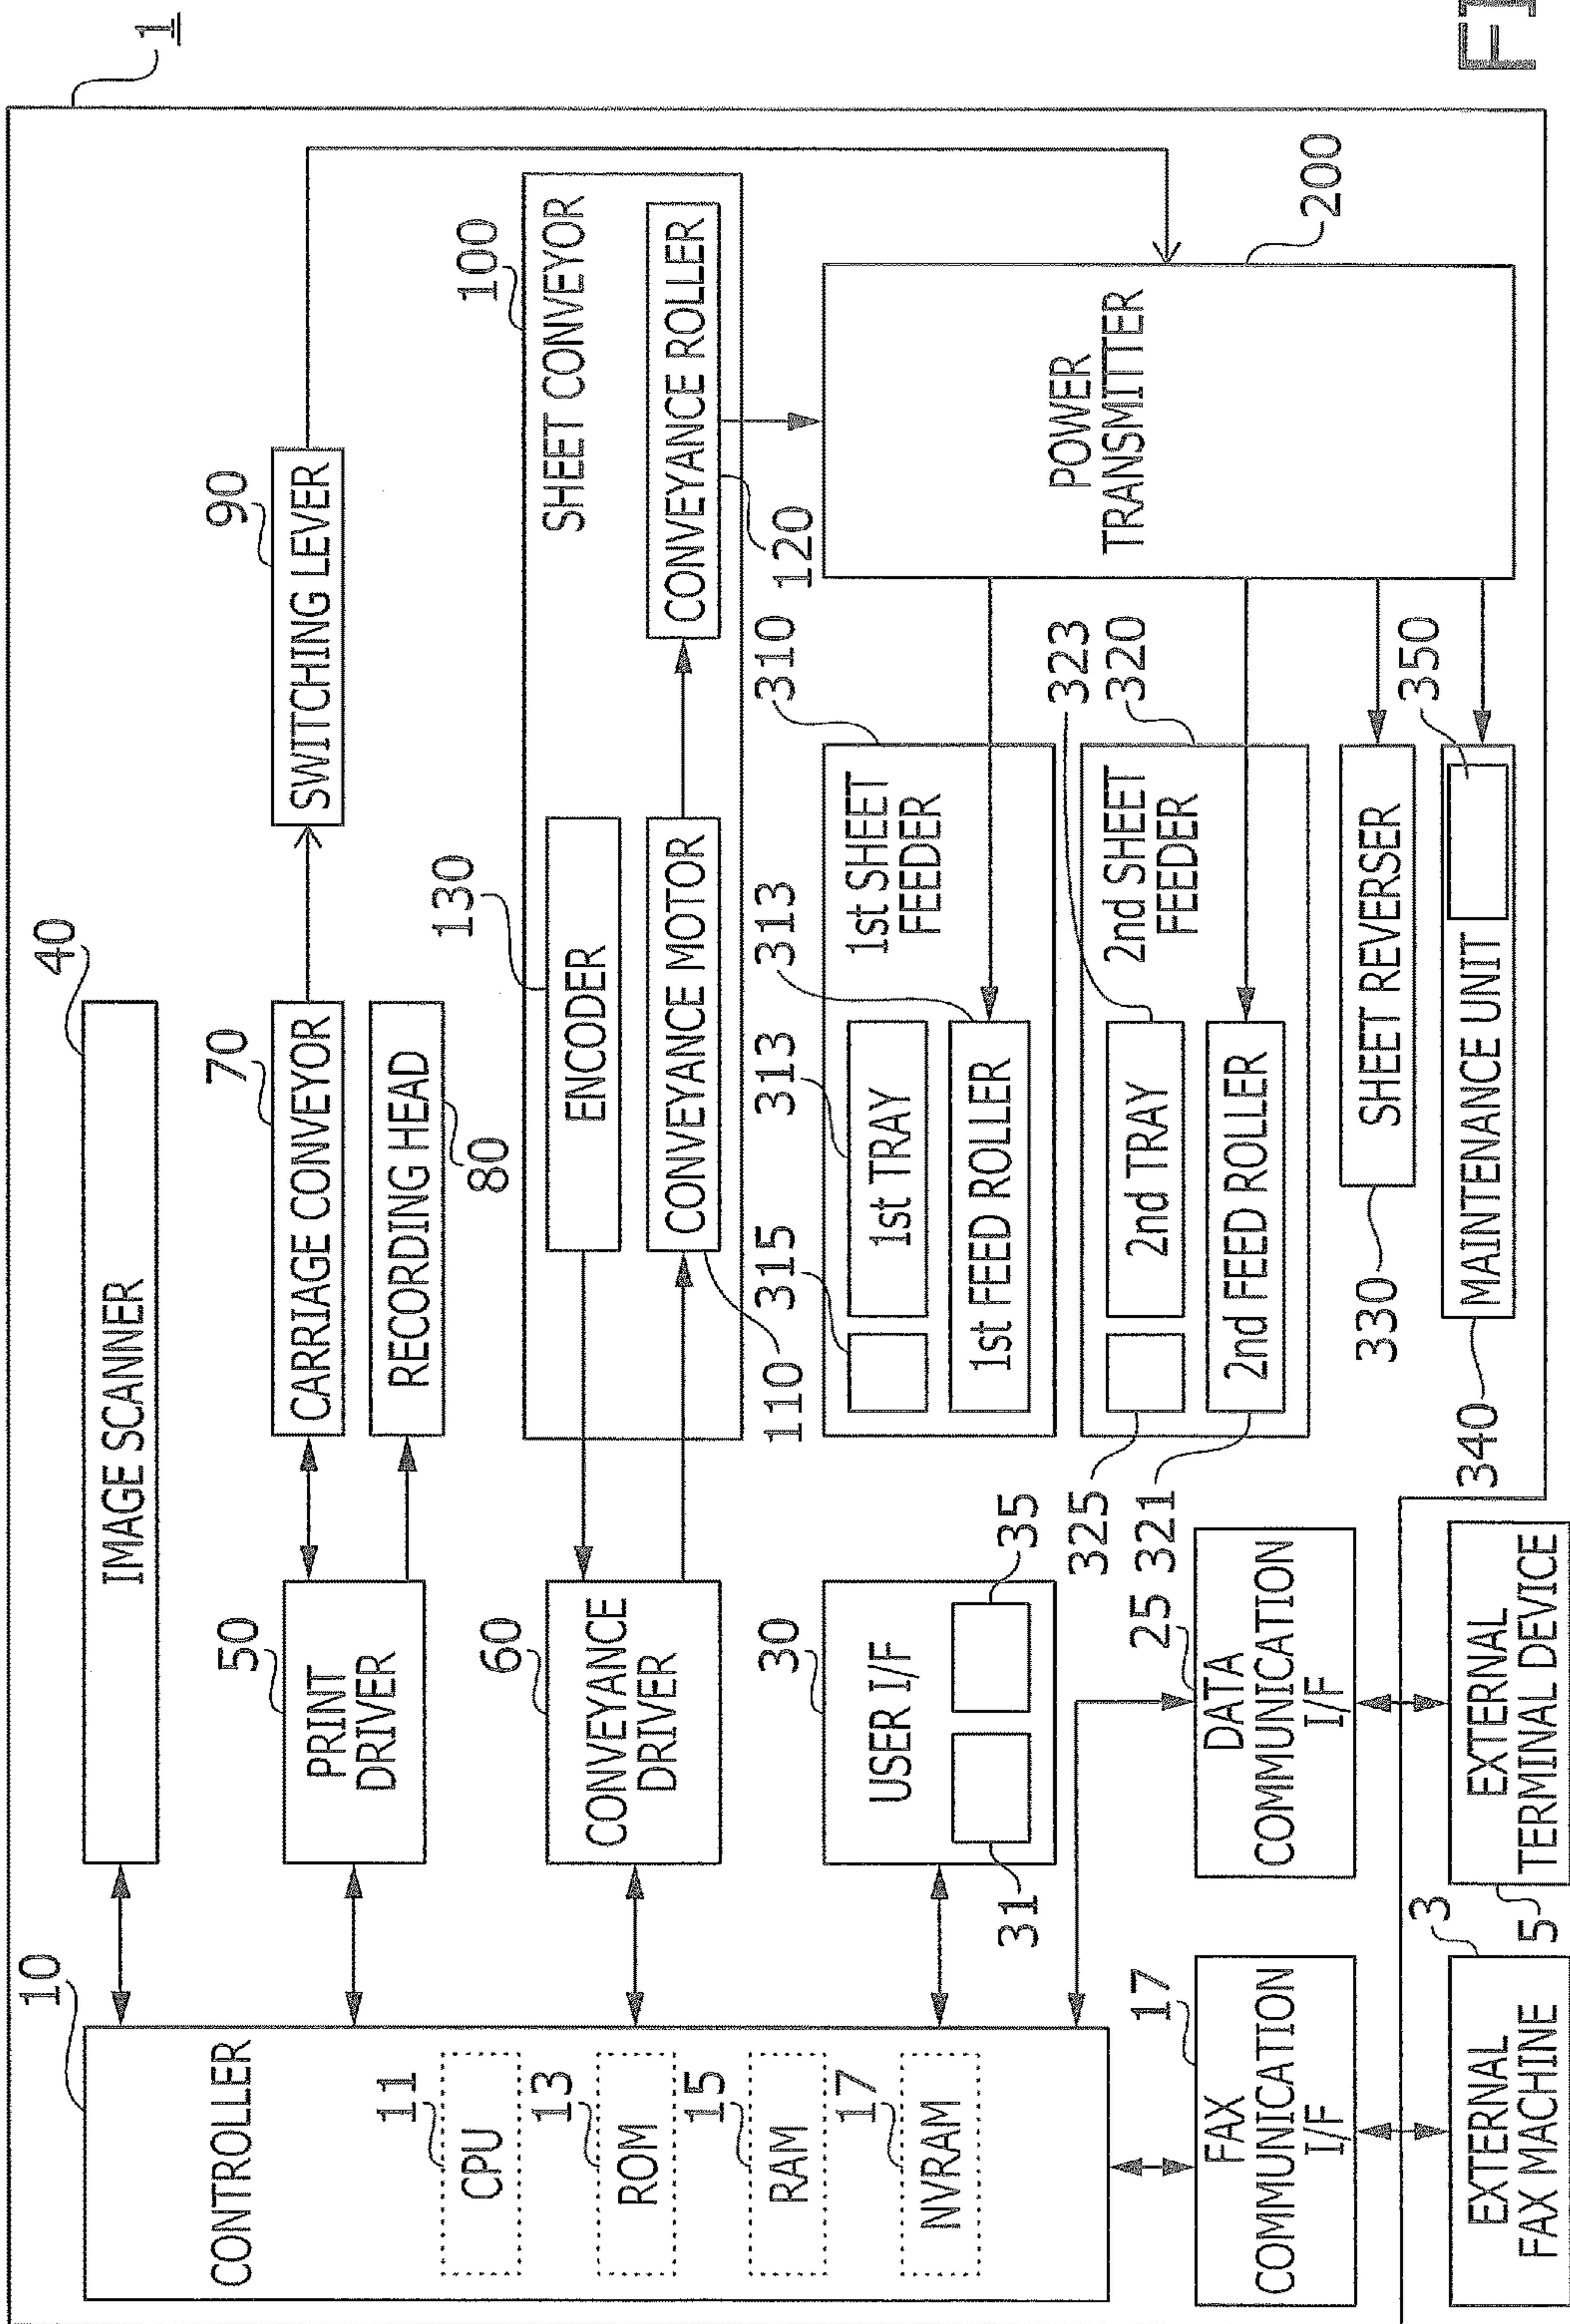 1
10
CONTROLLER
11
CPU
13
ROM
15
RAM
17
NVRAM
40
IMAGE SCANNER
50
PRINT
DRIVER
70
CARRIAGE CONVEYOR
RECORDING HEAD
80
90
SWITCHING LEVER
60
CONVEYANCE
DRIVER
100
SHEET CONVEYOR
130
ENCODER
CONVEYANCE MOTOR
110
CONVEYANCE ROLLER
120
30
USER I/F
31
35
310
1st SHEET
FEEDER
315
313
1st TRAY
313
1st FEED ROLLER
320
2nd SHEET
FEEDER
323
2nd TRAY
325
2nd FEED ROLLER
321
SHEET REVERSER
330
MAINTENANCE UNIT
340
350
POWER
TRANSMITTER
200
17
FAX
COMMUNICATION
I/F
25
DATA
COMMUNICATION
I/F
3
EXTERNAL
FAX MACHINE
EXTERNAL
TERMINAL DEVICE
5